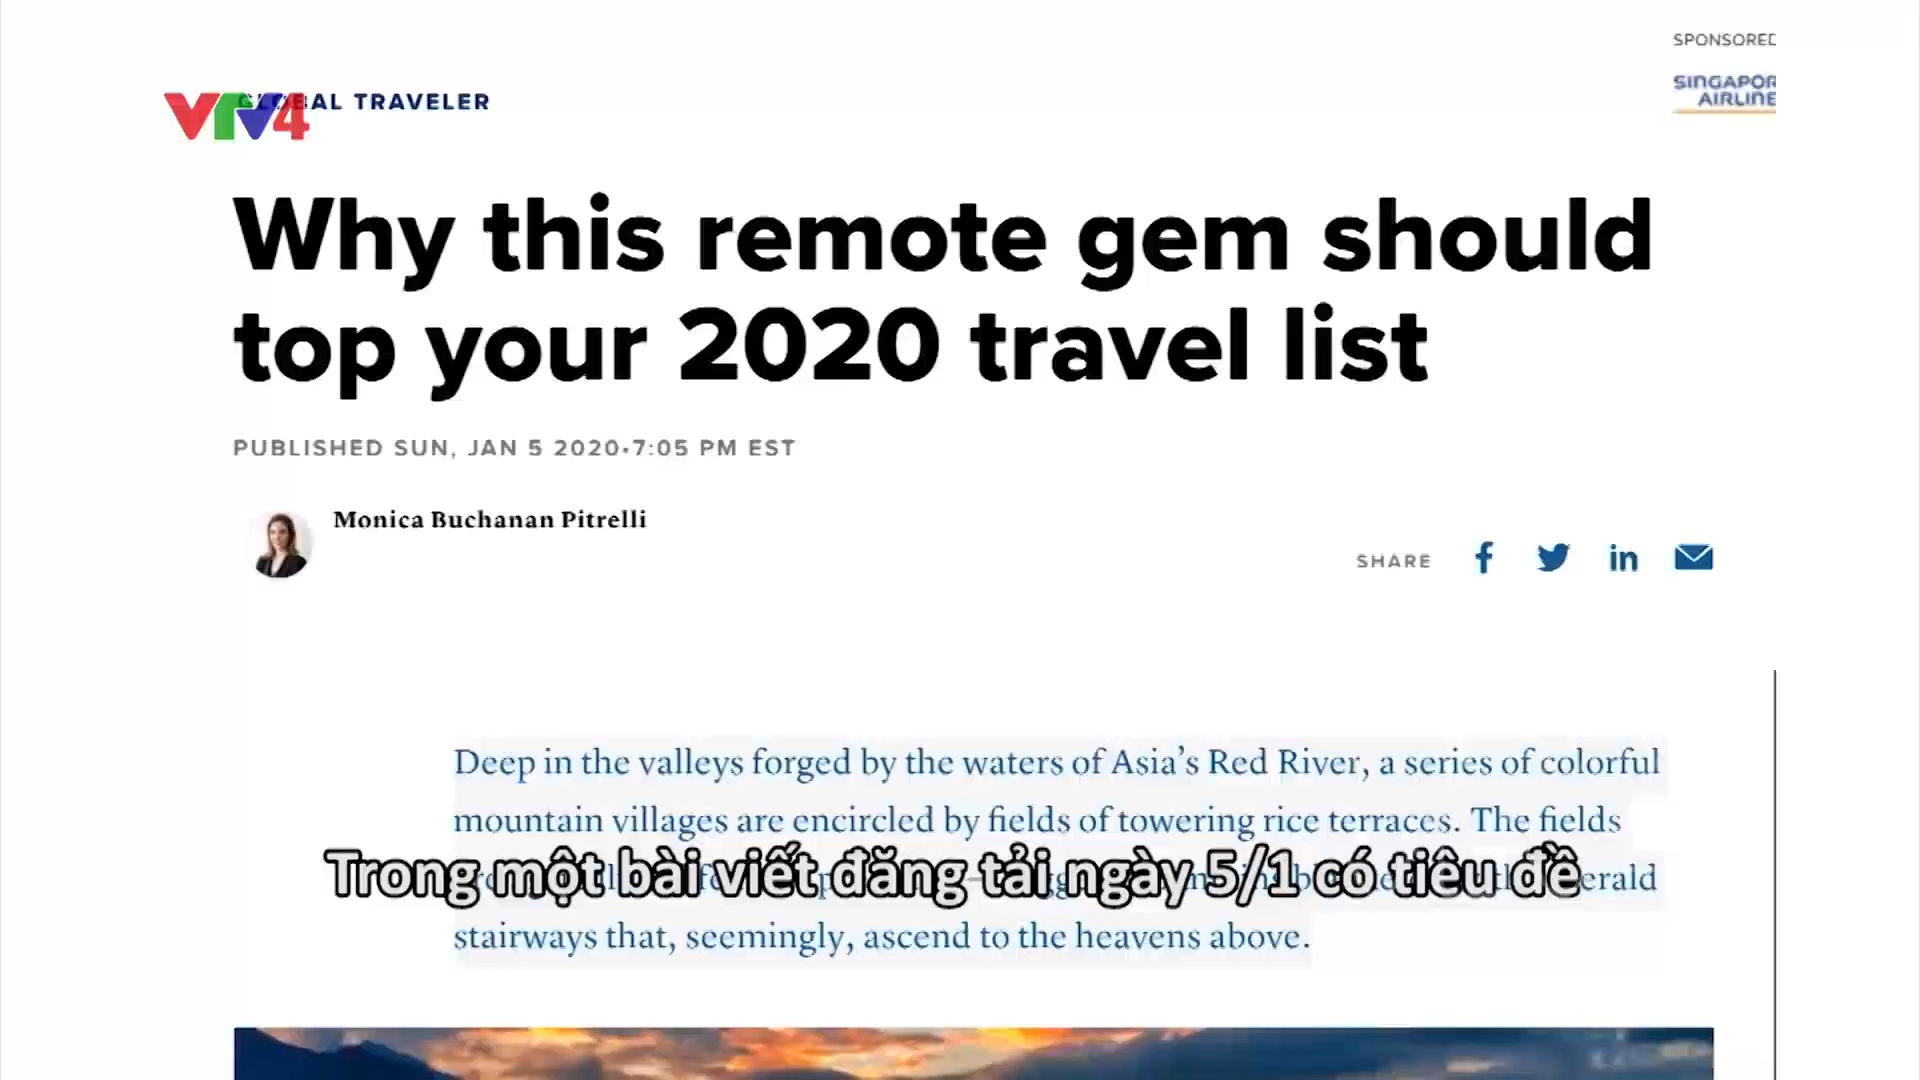 SPONSORED
SINGAPOR
AIRLINE
VTV4
GLOBAL TRAVELER
Why this remote gem should
top your 2020 travel list
PUBLISHED SUN, JAN 5 2020•7:05 PM EST
Monica Buchanan Pitrelli
SHARE
Deep in the valleys forged by the waters of Asia’s Red River, a series of colorful
mountain villages are encircled by fields of towering rice terraces. The fields
Trong một bài viết đăng tải ngày 5/1 có tiêu đề
erald
stairways that, seemingly, ascend to the heavens above.